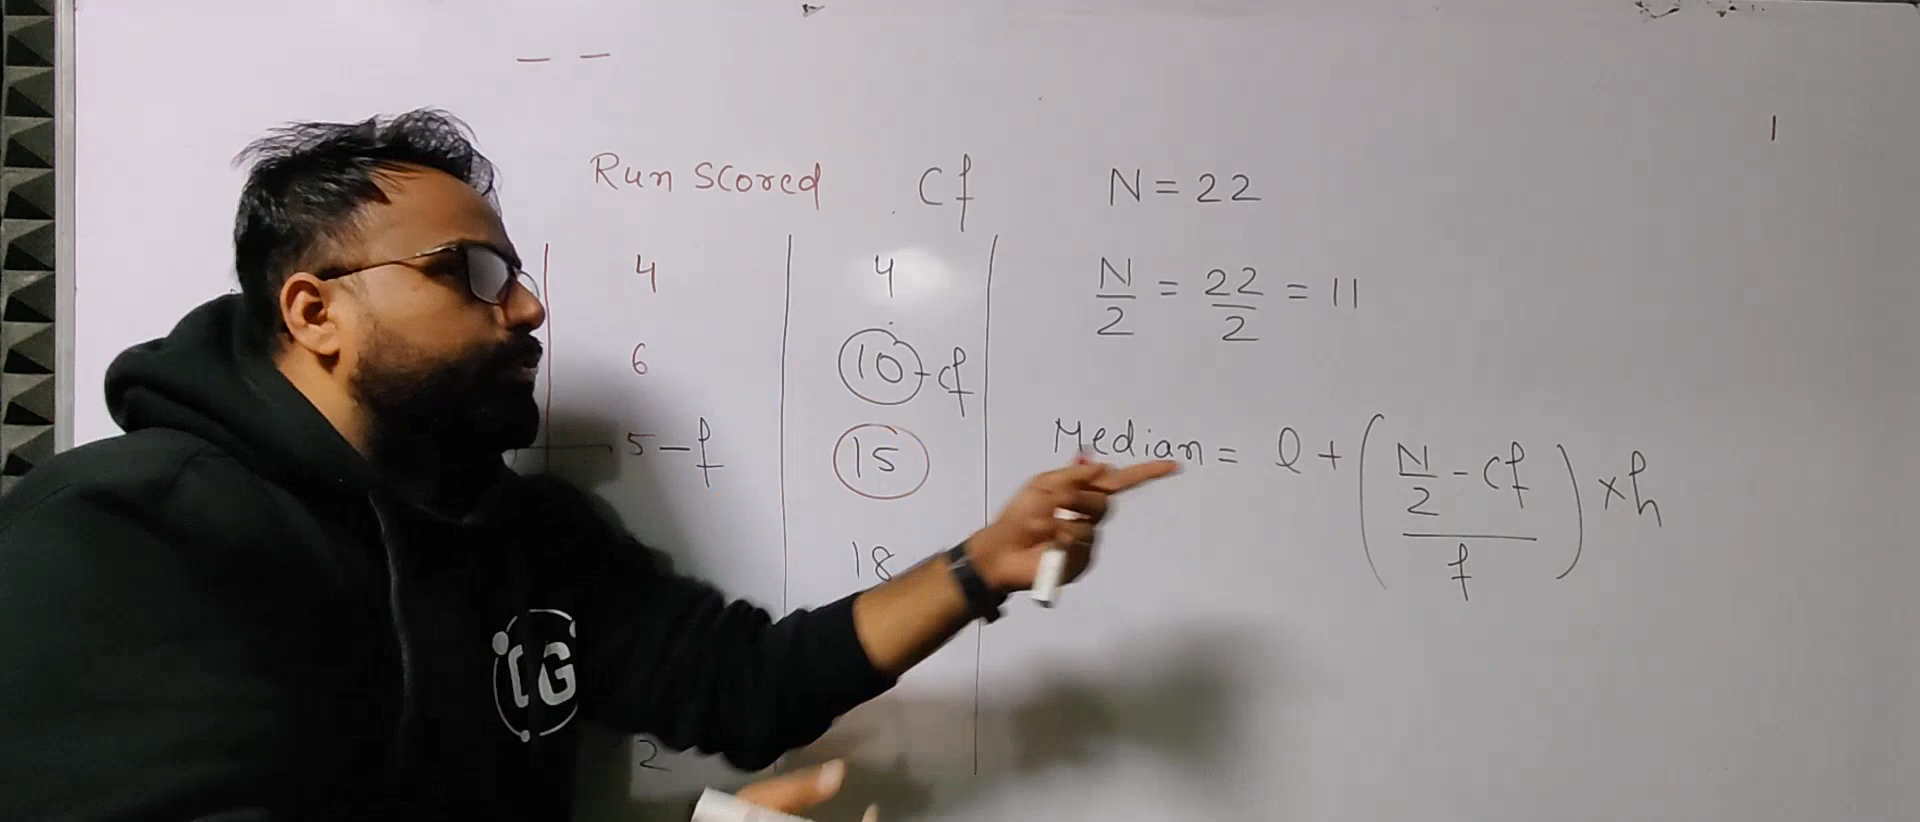 — —
1
Run Scored Cf N = 22
4 4 N/2 = 22/2 = 11
6 10 - cf
5 - f 15 Median = l + ( (N/2 - cf) / f ) × h
18
2